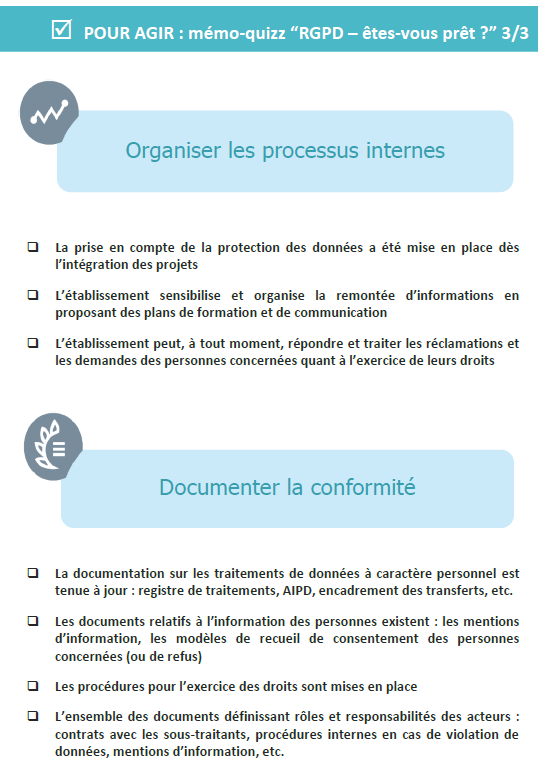 POUR AGIR : mémo-quizz “RGPD – êtes-vous prêt ?” 3/3
Organiser les processus internes
La prise en compte de la protection des données a été mise en place dès
l’intégration des projets
L’établissement sensibilise et organise la remontée d’informations en
proposant des plans de formation et de communication
L’établissement peut, à tout moment, répondre et traiter les réclamations et
les demandes des personnes concernées quant à l’exercice de leurs droits
Documenter la conformité
La documentation sur les traitements de données à caractère personnel est
tenue à jour : registre de traitements, AIPD, encadrement des transferts, etc.
Les documents relatifs à l’information des personnes existent : les mentions
d’information, les modèles de recueil de consentement des personnes
concernées (ou de refus)
Les procédures pour l’exercice des droits sont mises en place
L’ensemble des documents définissant rôles et responsabilités des acteurs :
contrats avec les sous-traitants, procédures internes en cas de violation de
données, mentions d’information, etc.